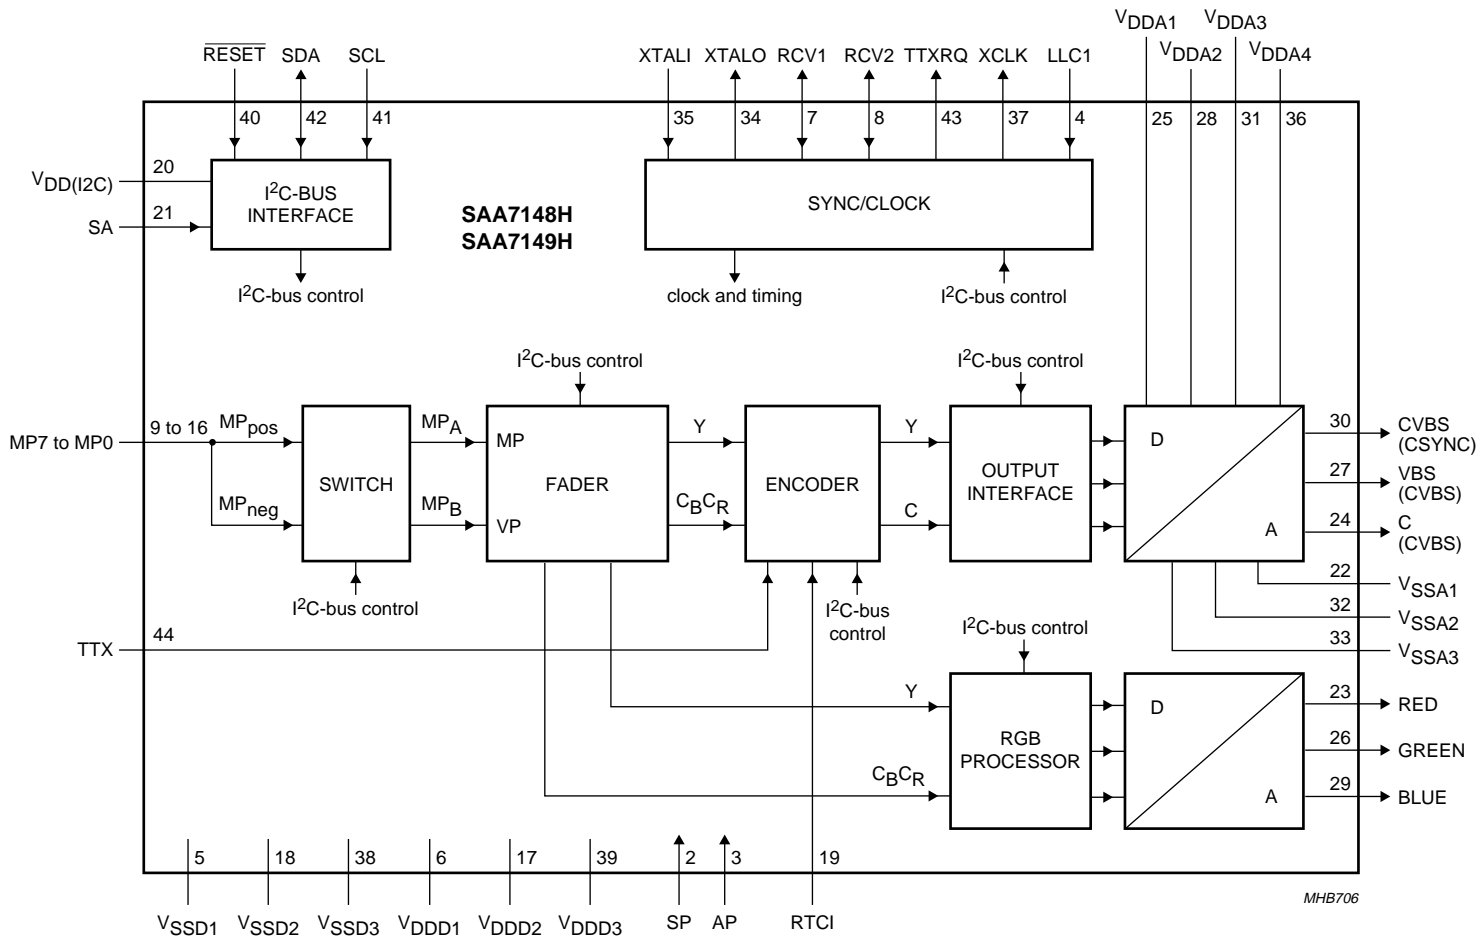 VDDA1 VDDA3
VDDA2 VDDA4
RESET SDA SCL XTALI XTALO RCV1 RCV2 TTXRQ XCLK LLC1
40 42 41 35 34 7 8 43 37 4 25 28 31 36
VDD(I2C) 20
SA 21
I2C-BUS
INTERFACE
SAA7148H
SAA7149H
SYNC/CLOCK
I2C-bus control clock and timing I2C-bus control
I2C-bus control I2C-bus control
MP7 to MP0 9 to 16 MPpos MPA MP Y Y D 30 CVBS
(CSYNC)
SWITCH FADER ENCODER OUTPUT
INTERFACE
27 VBS
(CVBS)
MPneg MPB VP CBCR C A 24 C
(CVBS)
22 VSSA1
I2C-bus control I2C-bus
control
32 VSSA2
I2C-bus control
TTX 44
33 VSSA3
Y D 23 RED
RGB
PROCESSOR
26 GREEN
CBCR A 29 BLUE
5 18 38 6 17 39 2 3 19
VSSD1 VSSD2 VSSD3 VDDD1 VDDD2 VDDD3 SP AP RTCI
MHB706